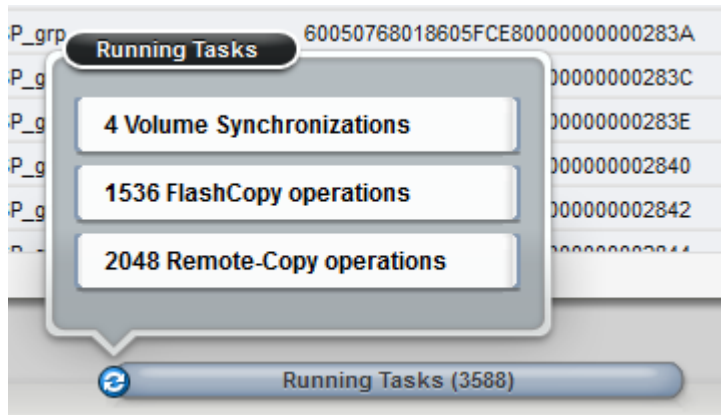 P_grp 60050768018605FCE80000000000283A
Running Tasks
P_g 00000000283C
4 Volume Synchronizations
P_g 00000000283E
P_g 000000002840
1536 FlashCopy operations
P_g 000000002842
2048 Remote-Copy operations
Running Tasks (3588)